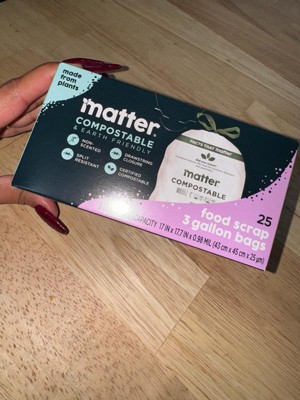 made from
plants
matter
COMPOSTABLE
& EARTH FRIENDLY
NON-
SCENTED
DRAWSTRING
CLOSURE
SPLIT
RESISTANT
CERTIFIED
COMPOSTABLE
matter
COMPOSTABLE
25
food scrap
3 gallon bags
CAPACITY 17 IN X 17.7 IN X 0.98 MIL (43 cm X 45 cm X 25 µm)